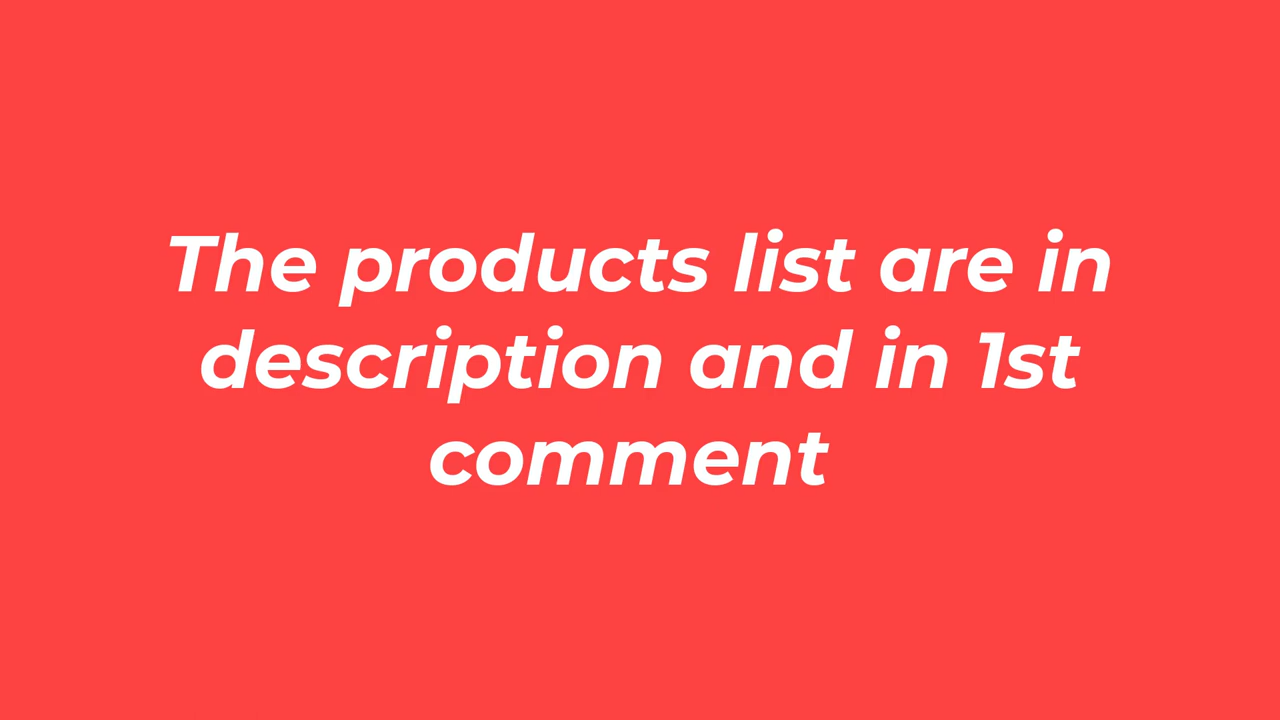 The products list are in
description and in 1st
comment